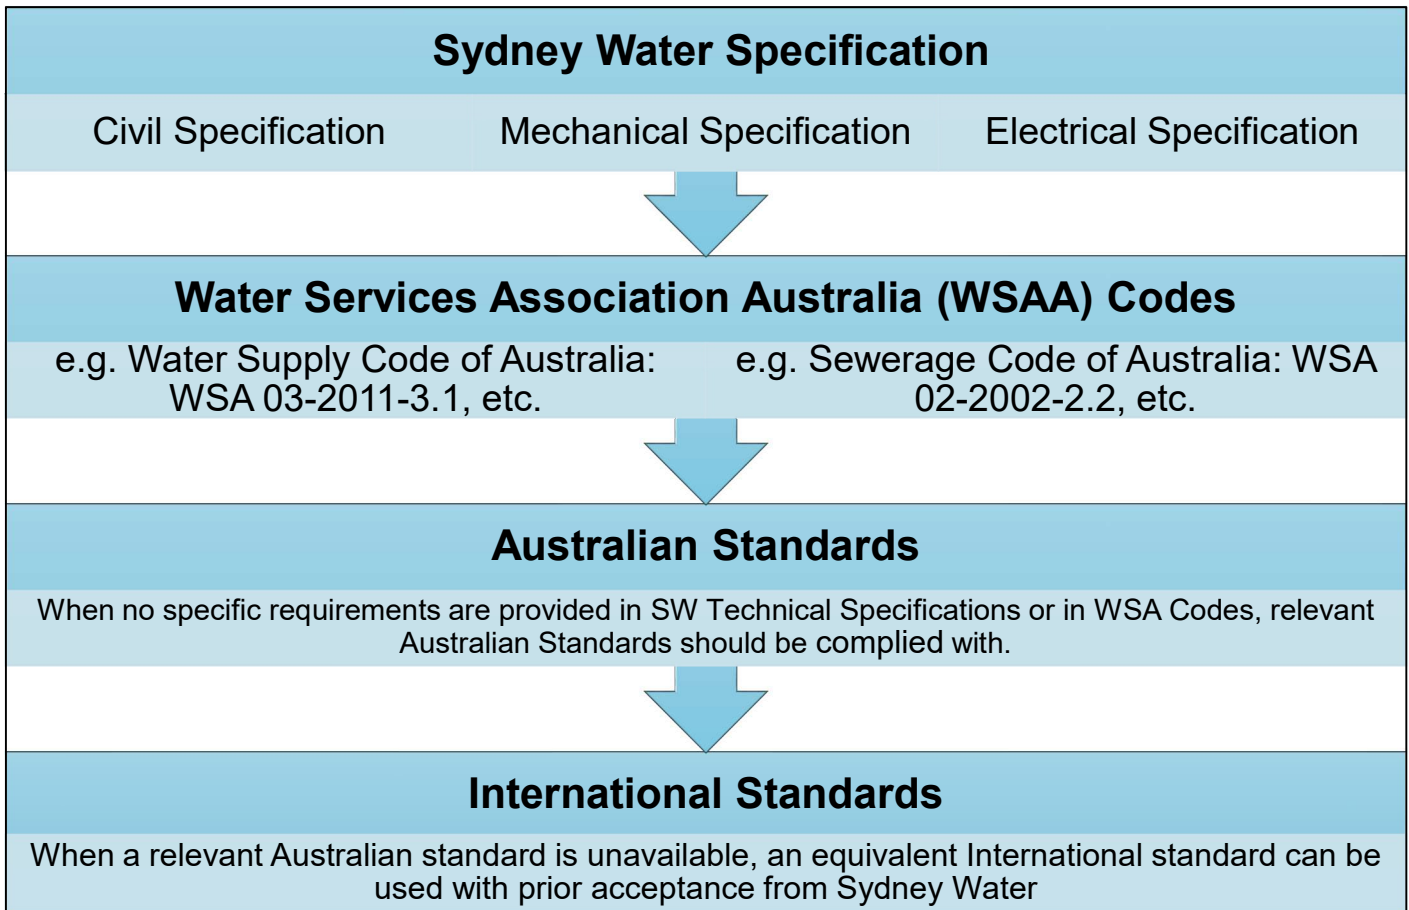 Sydney Water Specification
Civil Specification Mechanical Specification Electrical Specification
Water Services Association Australia (WSAA) Codes
e.g. Water Supply Code of Australia:
WSA 03-2011-3.1, etc.
e.g. Sewerage Code of Australia: WSA
02-2002-2.2, etc.
Australian Standards
When no specific requirements are provided in SW Technical Specifications or in WSA Codes, relevant
Australian Standards should be complied with.
International Standards
When a relevant Australian standard is unavailable, an equivalent International standard can be
used with prior acceptance from Sydney Water